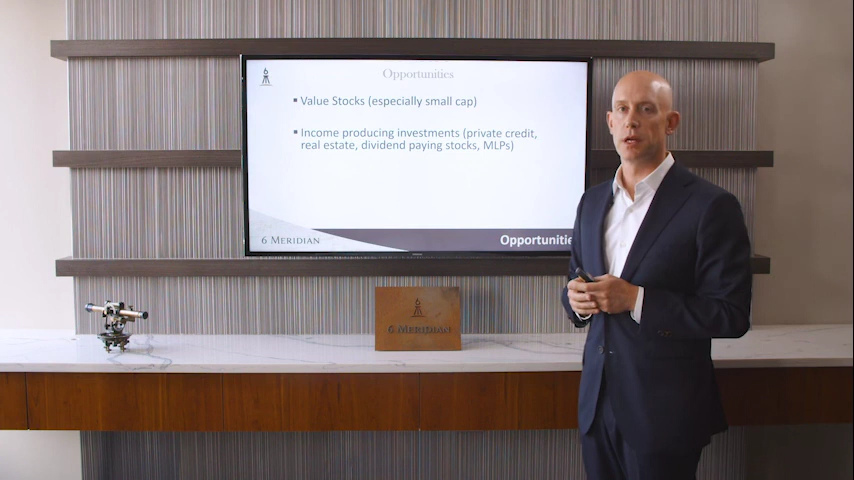 6
Opportunities
▪ Value Stocks (especially small cap)
▪ Income producing investments (private credit,
real estate, dividend paying stocks, MLPs)
6 MERIDIAN
Opportunitie
6 MERIDIAN